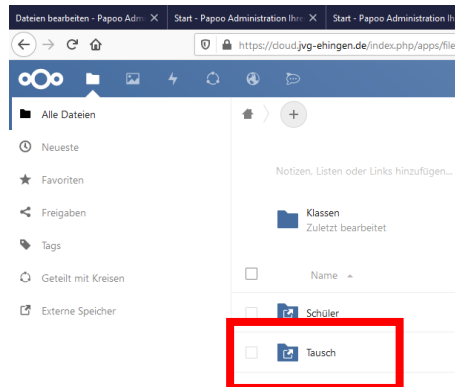 Dateien bearbeiten - Papoo Adm
Start - Papoo Administration Ihre
Start - Papoo Administration Ih
https://cloud.jvg-ehingen.de/index.php/apps/file
Alle Dateien
Neueste
Favoriten
Freigaben
Tags
Geteilt mit Kreisen
Externe Speicher
Notizen, Listen oder Links hinzufügen...
Klassen
Zuletzt bearbeitet
Name
Schüler
Tausch